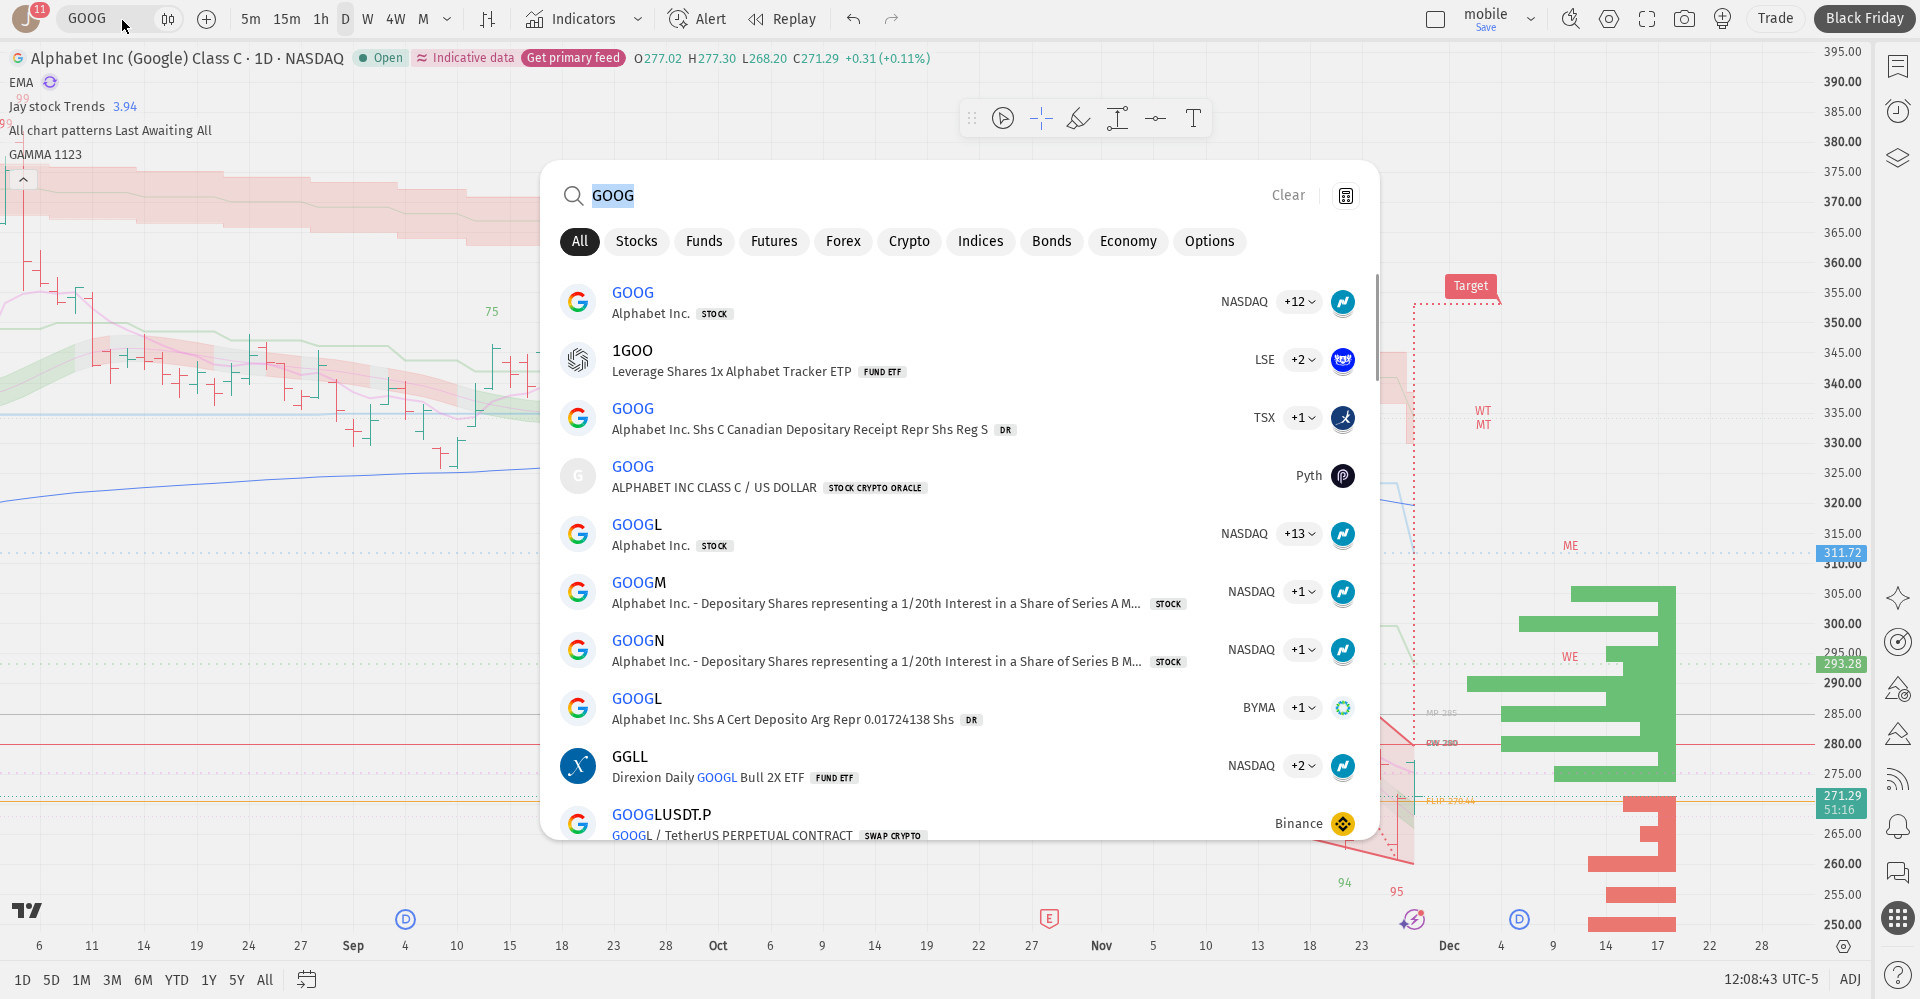 J 11 GOOG 5m 15m 1h D W 4W M Indicators Alert Replay mobile Save Trade Black Friday
Alphabet Inc (Google) Class C · 1D · NASDAQ Open Indicative data Get primary feed O277.02 H277.30 L268.20 C271.29 +0.31 (+0.11%)
EMA
99
Jay stock Trends 3.94
99
All chart patterns Last Awaiting All
GAMMA 1123
T
GOOG Clear
All Stocks Funds Futures Forex Crypto Indices Bonds Economy Options
GOOG
Alphabet Inc. STOCK
NASDAQ +12
1GOO
Leverage Shares 1x Alphabet Tracker ETP FUND ETF
LSE +2
GOOG
Alphabet Inc. Shs C Canadian Depositary Receipt Repr Shs Reg S DR
TSX +1
G
GOOG
ALPHABET INC CLASS C / US DOLLAR STOCK CRYPTO ORACLE
Pyth
GOOGL
Alphabet Inc. STOCK
NASDAQ +13
GOOGM
Alphabet Inc. - Depositary Shares representing a 1/20th Interest in a Share of Series A M... STOCK
NASDAQ +1
GOOGN
Alphabet Inc. - Depositary Shares representing a 1/20th Interest in a Share of Series B M... STOCK
NASDAQ +1
GOOGL
Alphabet Inc. Shs A Cert Deposito Arg Repr 0.01724138 Shs DR
BYMA +1
GGLL
Direxion Daily GOOGL Bull 2X ETF FUND ETF
NASDAQ +2
GOOGLUSDT.P
GOOGL / TetherUS PERPETUAL CONTRACT SWAP CRYPTO
Binance
75
Target
WT
MT
ME
WE
MP 285
FLIP 270.44
94
95
395.00
390.00
385.00
380.00
375.00
370.00
365.00
360.00
355.00
350.00
345.00
340.00
335.00
330.00
325.00
320.00
315.00
311.72
310.00
305.00
300.00
295.00
293.28
290.00
285.00
280.00
275.00
271.29
51:16
265.00
260.00
255.00
250.00
D E D
6 11 14 19 24 27 Sep 4 10 15 18 23 28 Oct 6 9 14 19 22 27 Nov 5 10 13 18 23 Dec 4 9 14 17 22 28
1D 5D 1M 3M 6M YTD 1Y 5Y All 12:08:43 UTC-5 ADJ